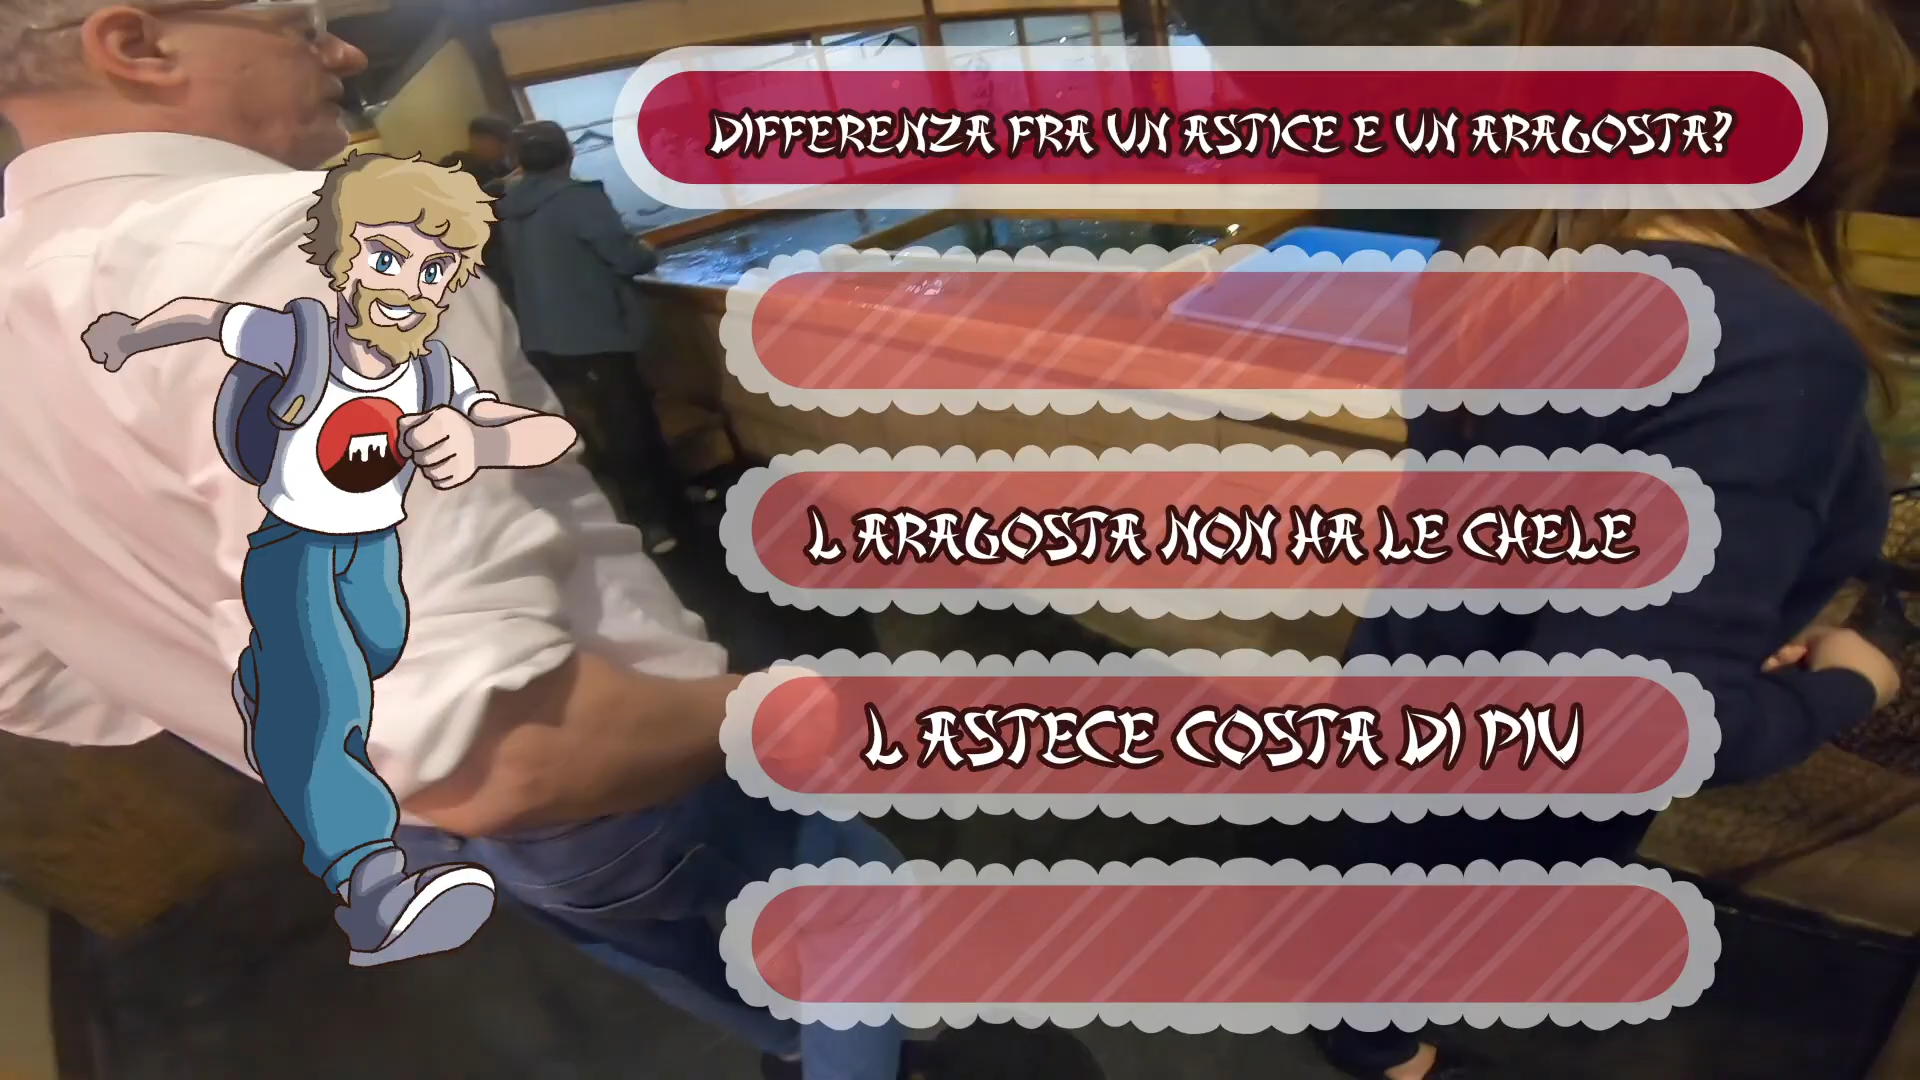 DIFFERENZA FRA UN ASTICE E UN ARAGOSTA?
L ARAGOSTA NON HA LE CHELE
L ASTECE COSTA DI PIU